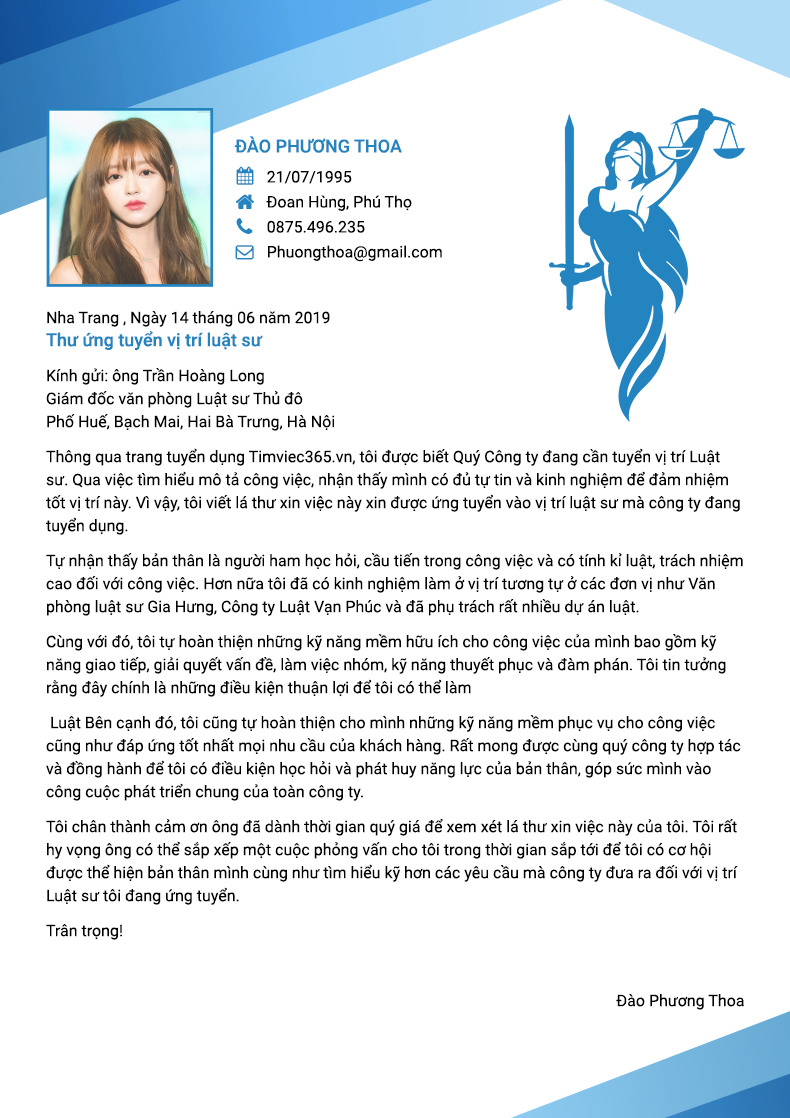 ĐÀO PHƯƠNG THOA
21/07/1995
Đoan Hùng, Phú Thọ
0875.496.235
Phuongthoa@gmail.com
Nha Trang , Ngày 14 tháng 06 năm 2019
Thư ứng tuyển vị trí luật sư
Kính gửi: ông Trần Hoàng Long
Giám đốc văn phòng Luật sư Thủ đô
Phố Huế, Bạch Mai, Hai Bà Trưng, Hà Nội
Thông qua trang tuyển dụng Timviec365.vn, tôi được biết Quý Công ty đang cần tuyển vị trí Luật
sư. Qua việc tìm hiểu mô tả công việc, nhận thấy mình có đủ tự tin và kinh nghiệm để đảm nhiệm
tốt vị trí này. Vì vậy, tôi viết lá thư xin việc này xin được ứng tuyển vào vị trí luật sư mà công ty đang
tuyển dụng.
Tự nhận thấy bản thân là người ham học hỏi, cầu tiến trong công việc và có tính kỉ luật, trách nhiệm
cao đối với công việc. Hơn nữa tôi đã có kinh nghiệm làm ở vị trí tương tự ở các đơn vị như Văn
phòng luật sư Gia Hưng, Công ty Luật Vạn Phúc và đã phụ trách rất nhiều dự án luật.
Cùng với đó, tôi tự hoàn thiện những kỹ năng mềm hữu ích cho công việc của mình bao gồm kỹ
năng giao tiếp, giải quyết vấn đề, làm việc nhóm, kỹ năng thuyết phục và đàm phán. Tôi tin tưởng
rằng đây chính là những điều kiện thuận lợi để tôi có thể làm
Luật Bên cạnh đó, tôi cũng tự hoàn thiện cho mình những kỹ năng mềm phục vụ cho công việc
cũng như đáp ứng tốt nhất mọi nhu cầu của khách hàng. Rất mong được cùng quý công ty hợp tác
và đồng hành để tôi có điều kiện học hỏi và phát huy năng lực của bản thân, góp sức mình vào
công cuộc phát triển chung của toàn công ty.
Tôi chân thành cảm ơn ông đã dành thời gian quý giá để xem xét lá thư xin việc này của tôi. Tôi rất
hy vọng ông có thể sắp xếp một cuộc phỏng vấn cho tôi trong thời gian sắp tới để tôi có cơ hội
được thể hiện bản thân mình cùng như tìm hiểu kỹ hơn các yêu cầu mà công ty đưa ra đối với vị trí
Luật sư tôi đang ứng tuyển.
Trân trọng!
Đào Phương Thoa